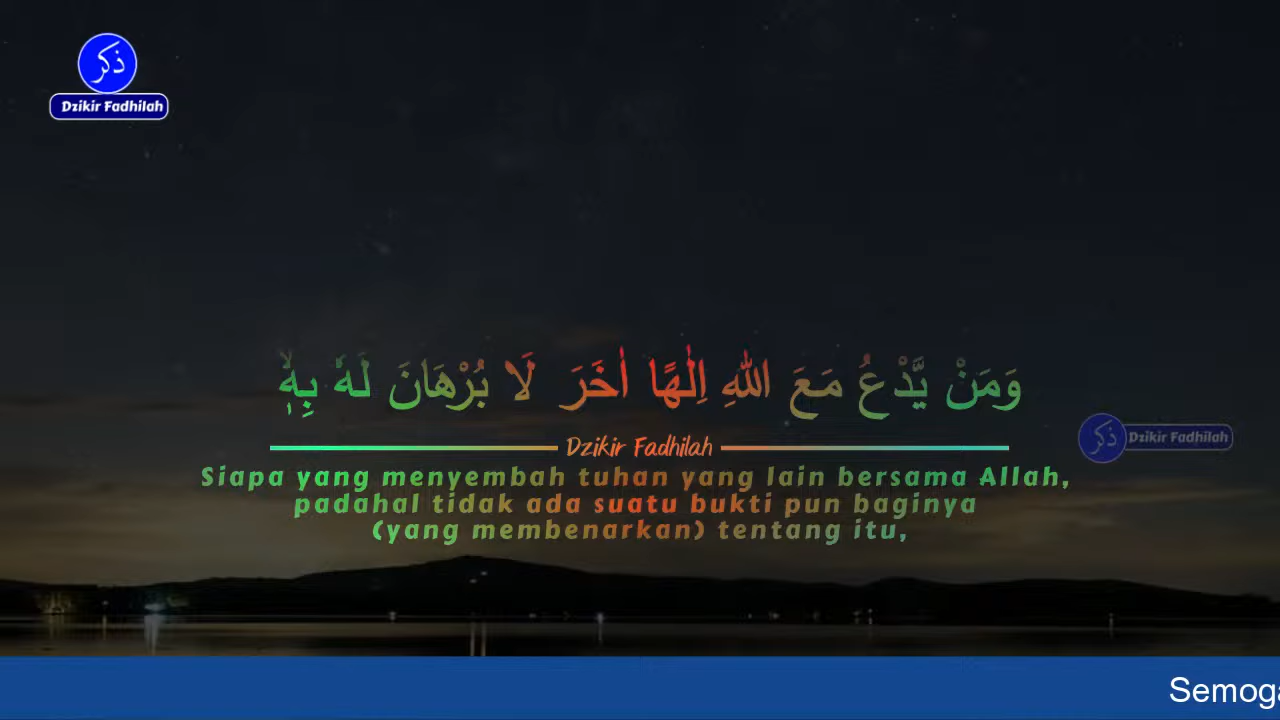 ذكر
Dzikir Fadhilah
وَمَنْ يَّدْعُ مَعَ اللّٰهِ اِلٰهًا اٰخَرَ لَا بُرْهَانَ لَهٗ بِهٖۙ
Dzikir Fadhilah
Siapa yang menyembah tuhan yang lain bersama Allah,
padahal tidak ada suatu bukti pun baginya
(yang membenarkan) tentang itu,
ذكر
Dzikir Fadhilah